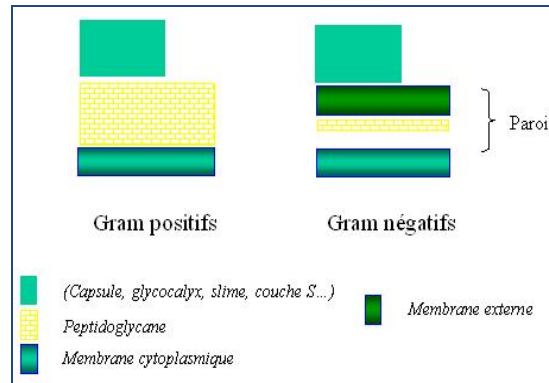 Paroi
Gram positifs
Gram négatifs
(Capsule, glycocalyx, slime, couche S...)
Peptidoglycane
Membrane cytoplasmique
Membrane externe